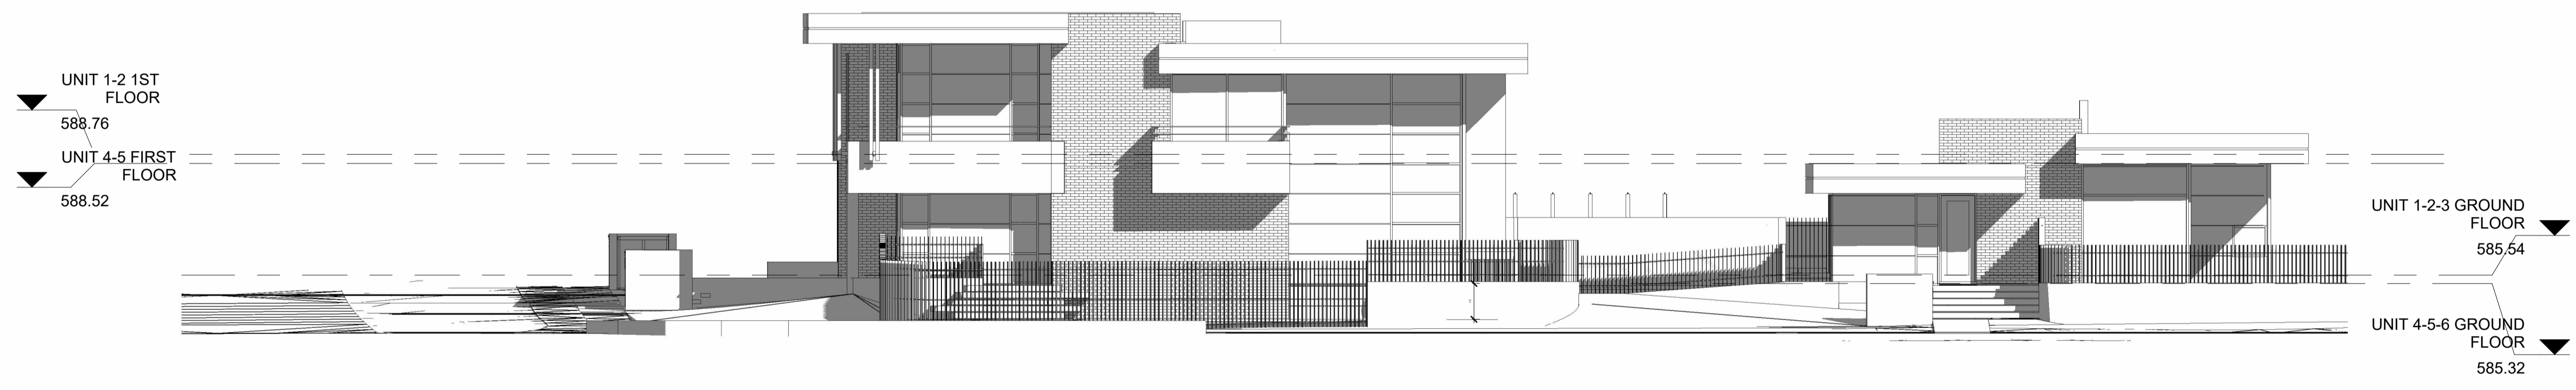 UNIT 1-2 1ST
FLOOR
588.76
UNIT 4-5 FIRST
FLOOR
588.52
UNIT 1-2-3 GROUND
FLOOR
585.54
UNIT 4-5-6 GROUND
FLOOR
585.32